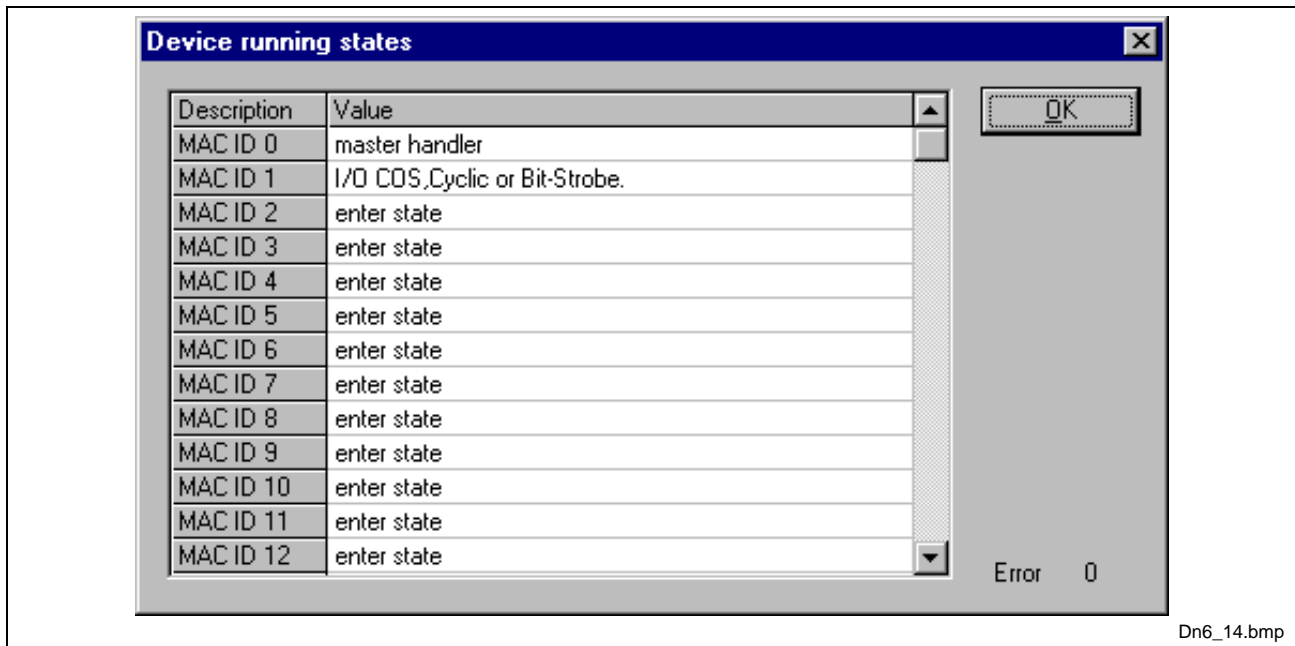 Device running states
Description Value
OK
MAC ID 0 master handler
MAC ID 1 I/O COS,Cyclic or Bit-Strobe.
MAC ID 2 enter state
MAC ID 3 enter state
MAC ID 4 enter state
MAC ID 5 enter state
MAC ID 6 enter state
MAC ID 7 enter state
MAC ID 8 enter state
MAC ID 9 enter state
MAC ID 10 enter state
MAC ID 11 enter state
MAC ID 12 enter state
Error 0
Dn6_14.bmp